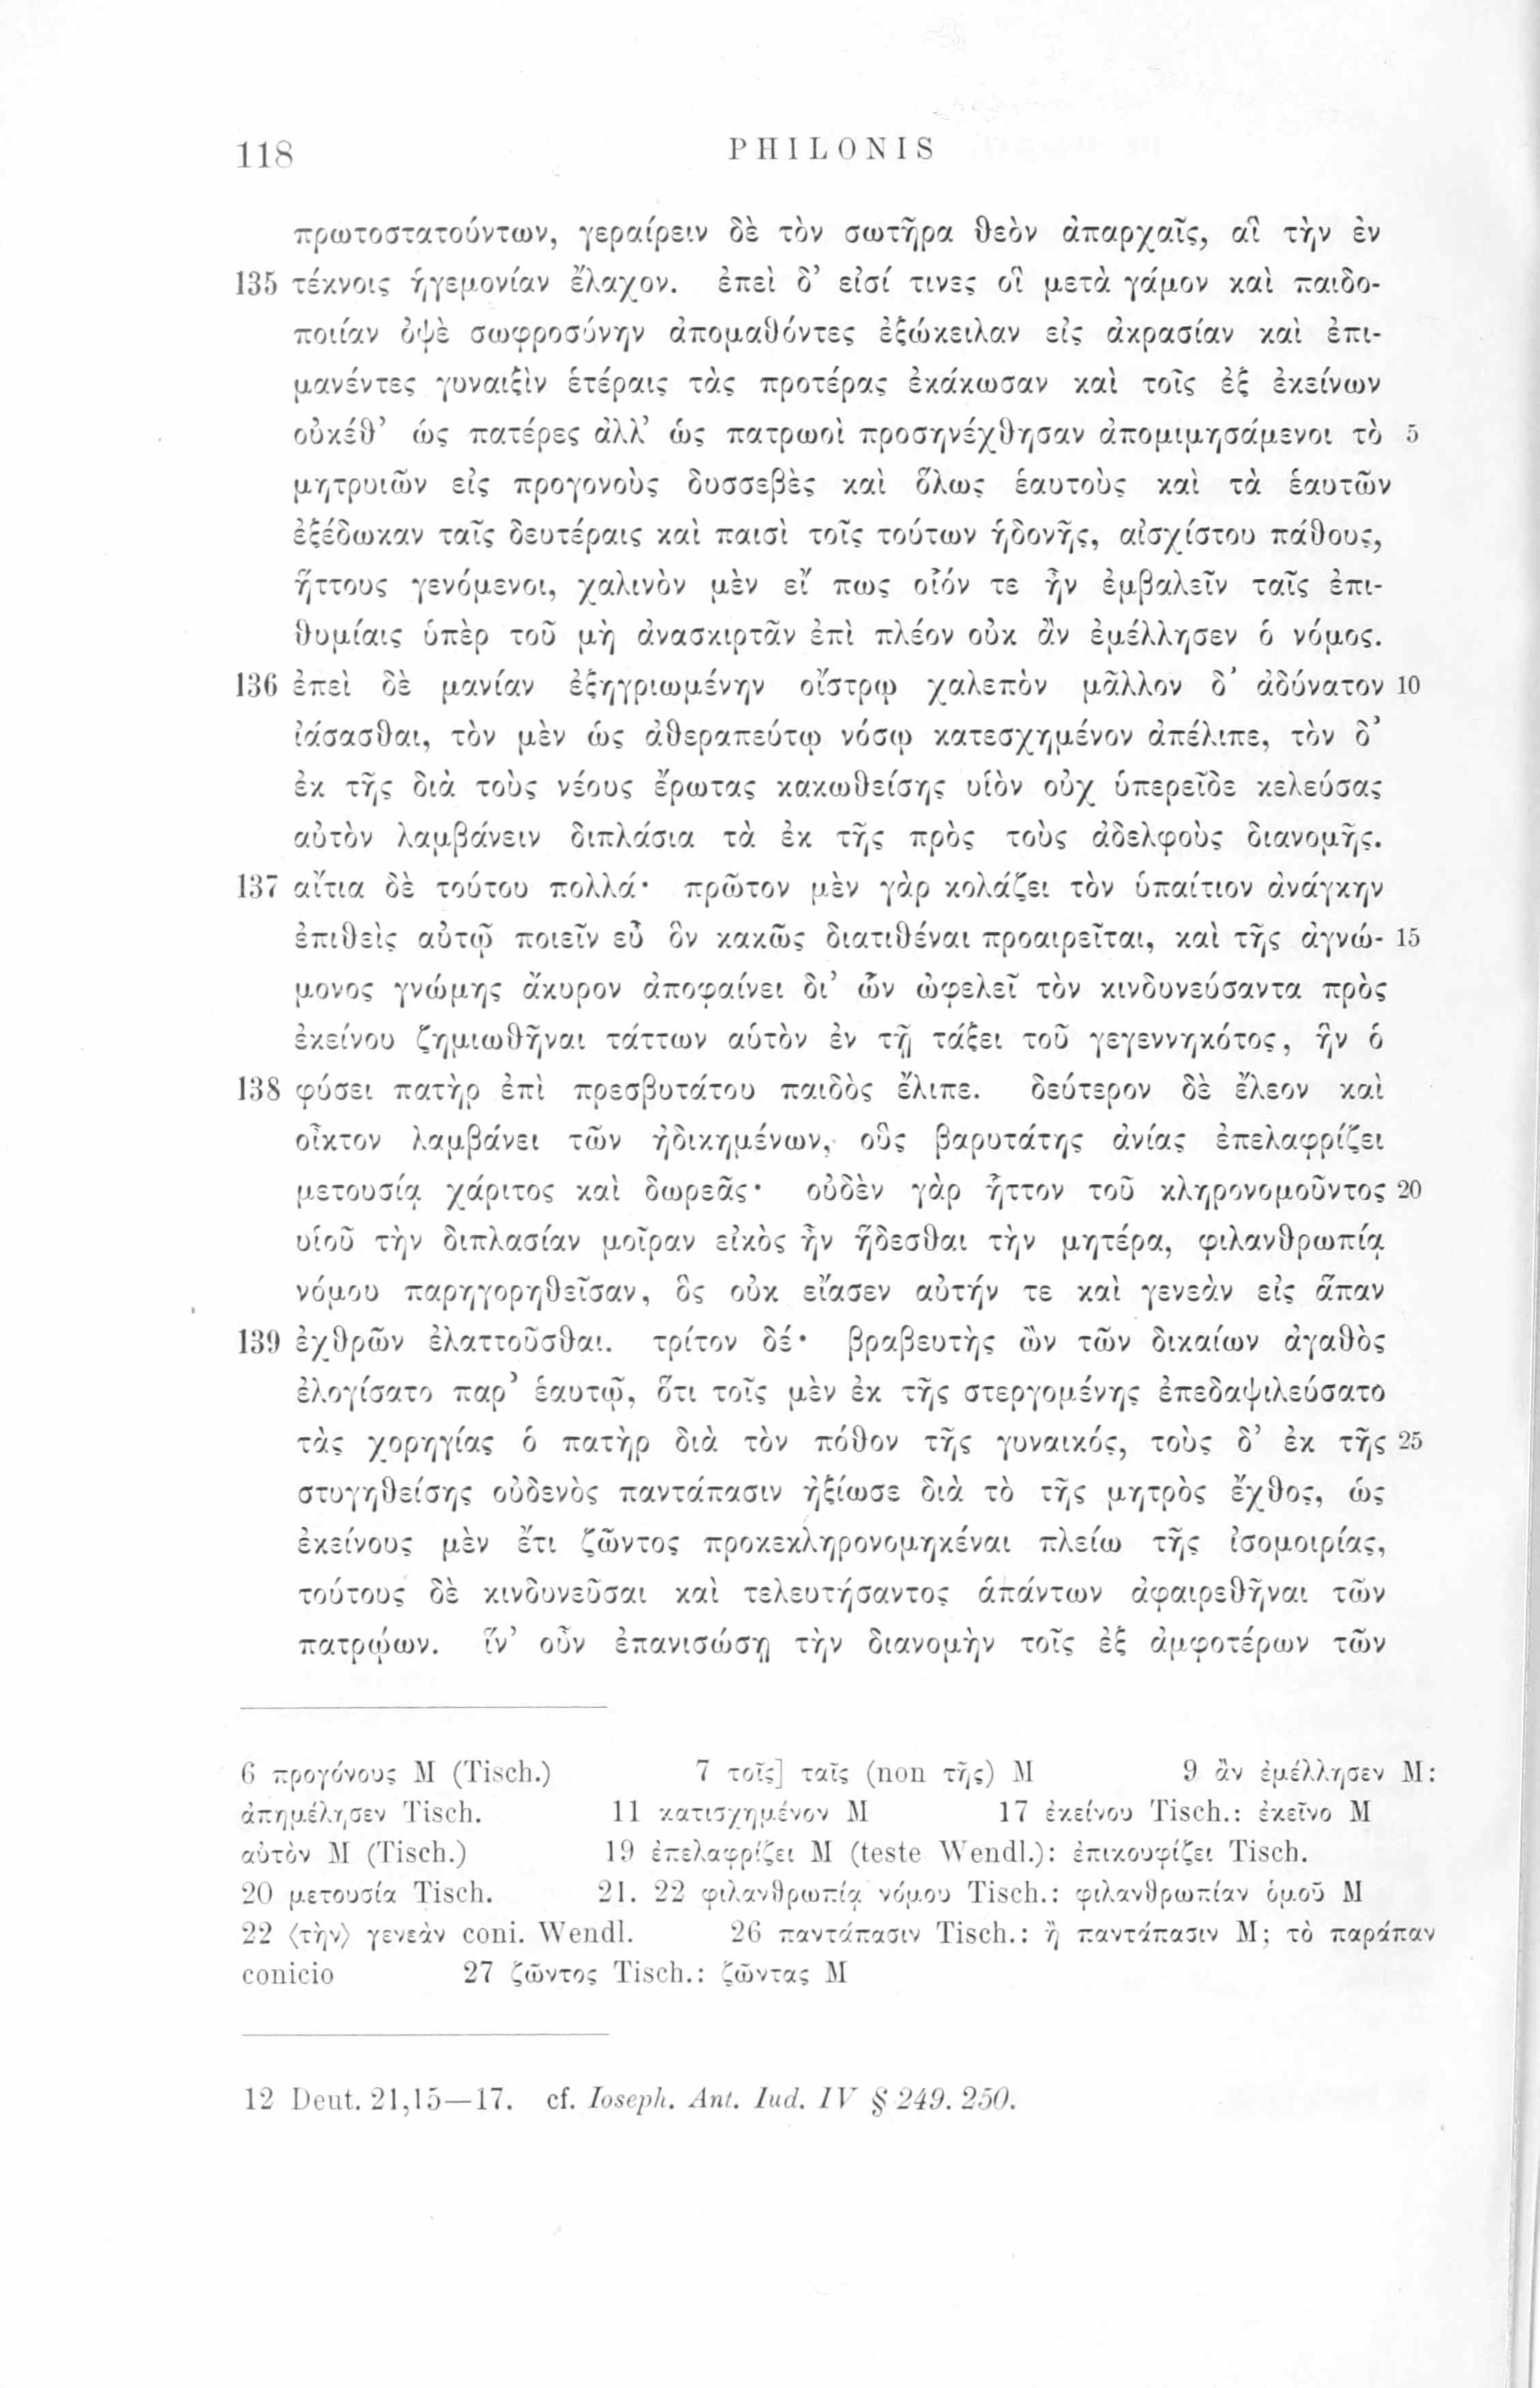 118 PHILONIS
πρωτοστατούντων, γεραίρειν δὲ τὸν σωτῆρα θεὸν ἀπαρχαῖς, αἳ τὴν ἐν
135 τέκνοις ἡγεμονίαν ἔλαχον. ἐπεὶ δ’ εἰσί τινες οἳ μετὰ γάμον καὶ παιδο-
ποιίαν ὀψὲ σωφροσύνην ἀπομαθόντες ἐξώκειλαν εἰς ἀκρασίαν καὶ ἐπι-
μανέντες γυναιξὶν ἑτέραις τὰς προτέρας ἐκάκωσαν καὶ τοῖς ἐξ ἐκείνων
οὐκέθ’ ὡς πατέρες ἀλλ’ ὡς πατρωοὶ προσηνέχθησαν ἀπομιμησάμενοι τὸ 5
μητρυιῶν εἰς προγονοὺς δυσσεβὲς καὶ ὅλως ἑαυτοὺς καὶ τὰ ἑαυτῶν
ἐξέδωκαν ταῖς δευτέραις καὶ παισὶ τοῖς τούτων ἡδονῆς, αἰσχίστου πάθους,
ἥττους γενόμενοι, χαλινὸν μὲν εἴ πως οἷόν τε ἦν ἐμβαλεῖν ταῖς ἐπι-
θυμίαις ὑπὲρ τοῦ μὴ ἀνασκιρτᾶν ἐπὶ πλέον οὐκ ἂν ἐμέλλησεν ὁ νόμος.
136 ἐπεὶ δὲ μανίαν ἐξηγριωμένην οἴστρῳ χαλεπὸν μᾶλλον δ’ ἀδύνατον 10
ἰάσασθαι, τὸν μὲν ὡς ἀθεραπεύτῳ νόσῳ κατεσχημένον ἀπέλιπε, τὸν δ’
ἐκ τῆς διὰ τοὺς νέους ἔρωτας κακωθείσης υἱὸν οὐχ ὑπερεῖδε κελεύσας
αὐτὸν λαμβάνειν διπλάσια τὰ ἐκ τῆς πρὸς τοὺς ἀδελφοὺς διανομῆς.
137 αἴτια δὲ τούτου πολλά· πρῶτον μὲν γὰρ κολάζει τὸν ὑπαίτιον ἀνάγκην
ἐπιθεὶς αὐτῷ ποιεῖν εὖ ὃν κακῶς διατιθέναι προαιρεῖται, καὶ τῆς ἀγνώ- 15
μονος γνώμης ἄκυρον ἀποφαίνει δι’ ὧν ὠφελεῖ τὸν κινδυνεύσαντα πρὸς
ἐκείνου ζημιωθῆναι τάττων αὑτὸν ἐν τῇ τάξει τοῦ γεγεννηκότος, ἣν ὁ
138 φύσει πατὴρ ἐπὶ πρεσβυτάτου παιδὸς ἔλιπε. δεύτερον δὲ ἔλεον καὶ
οἶκτον λαμβάνει τῶν ἠδικημένων, οὓς βαρυτάτης ἀνίας ἐπελαφρίζει
μετουσίᾳ χάριτος καὶ δωρεᾶς· οὐδὲν γὰρ ἧττον τοῦ κληρονομοῦντος 20
υἱοῦ τὴν διπλασίαν μοῖραν εἰκὸς ἦν ἥδεσθαι τὴν μητέρα, φιλανθρωπίᾳ
νόμου παρηγορηθεῖσαν, ὃς οὐκ εἴασεν αὐτήν τε καὶ γενεὰν εἰς ἅπαν
139 ἐχθρῶν ἐλαττοῦσθαι. τρίτον δέ· βραβευτὴς ὢν τῶν δικαίων ἀγαθὸς
ἐλογίσατο παρ’ ἑαυτῷ, ὅτι τοῖς μὲν ἐκ τῆς στεργομένης ἐπεδαψιλεύσατο
τὰς χορηγίας ὁ πατὴρ διὰ τὸν πόθον τῆς γυναικός, τοὺς δ’ ἐκ τῆς 25
στυγηθείσης οὐδενὸς παντάπασιν ἠξίωσε διὰ τὸ τῆς μητρὸς ἔχθος, ὡς
ἐκείνους μὲν ἔτι ζῶντος προκεκληρονομηκέναι πλείω τῆς ἰσομοιρίας,
τούτους δὲ κινδυνεῦσαι καὶ τελευτήσαντος ἁπάντων ἀφαιρεθῆναι τῶν
πατρῴων. ἵν’ οὖν ἐπανισώσῃ τὴν διανομὴν τοῖς ἐξ ἀμφοτέρων τῶν
6 προγόνους M (Tisch.) 7 τοῖς] ταῖς (non τῆς) M 9 ἂν ἐμέλλησεν M:
ἀπημέλησεν Tisch. 11 κατισχημένον M 17 ἐκείνου Tisch.: ἐκεῖνο M
αὐτὸν M (Tisch.) 19 ἐπελαφρίζει M (teste Wendl.): ἐπικουφίζει Tisch.
20 μετουσία Tisch. 21. 22 φιλανθρωπίᾳ νόμου Tisch.: φιλανθρωπίαν ὁμοῦ M
22 ⟨τὴν⟩ γενεὰν coni. Wendl. 26 παντάπασιν Tisch.: ἢ παντάπασιν M; τὸ παράπαν
conicio 27 ζῶντος Tisch.: ζῶντας M
12 Deut. 21,15—17. cf. Ioseph. Ant. Iud. IV § 249. 250.